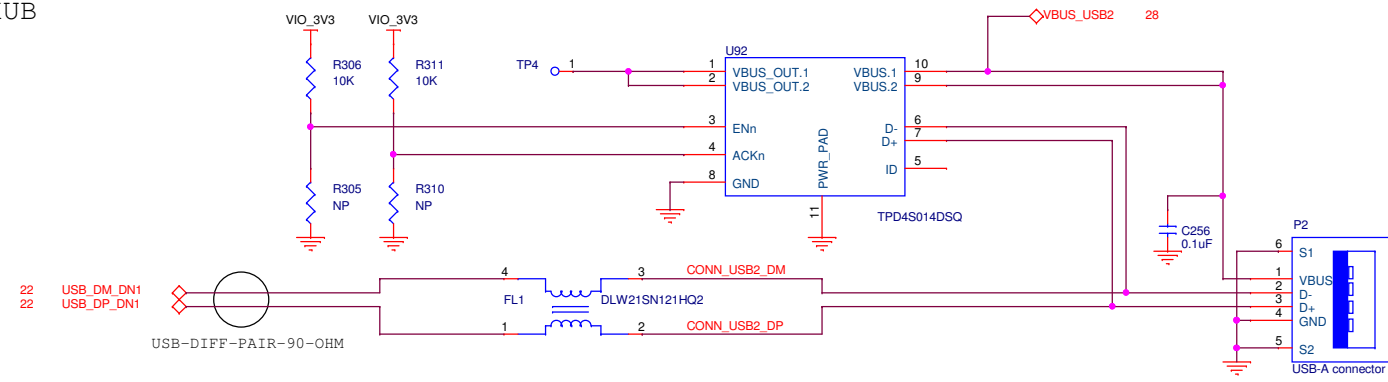 HUB
VIO_3V3
VIO_3V3
VBUS_USB2 28
R306
10K
R311
10K
TP4 1
U92
1 VBUS_OUT.1
2 VBUS_OUT.2
3 ENn
4 ACKn
8 GND
PWR_PAD
11
VBUS.1 10
VBUS.2 9
D- 6
D+ 7
ID 5
TPD4S014DSQ
R305
NP
R310
NP
C256
0.1uF
P2
6 S1
1 VBUS
2 D-
3 D+
4 GND
5 S2
USB-A connector
22 USB_DM_DN1
22 USB_DP_DN1
USB-DIFF-PAIR-90-OHM
4 3
FL1 DLW21SN121HQ2
1 2
CONN_USB2_DM
CONN_USB2_DP